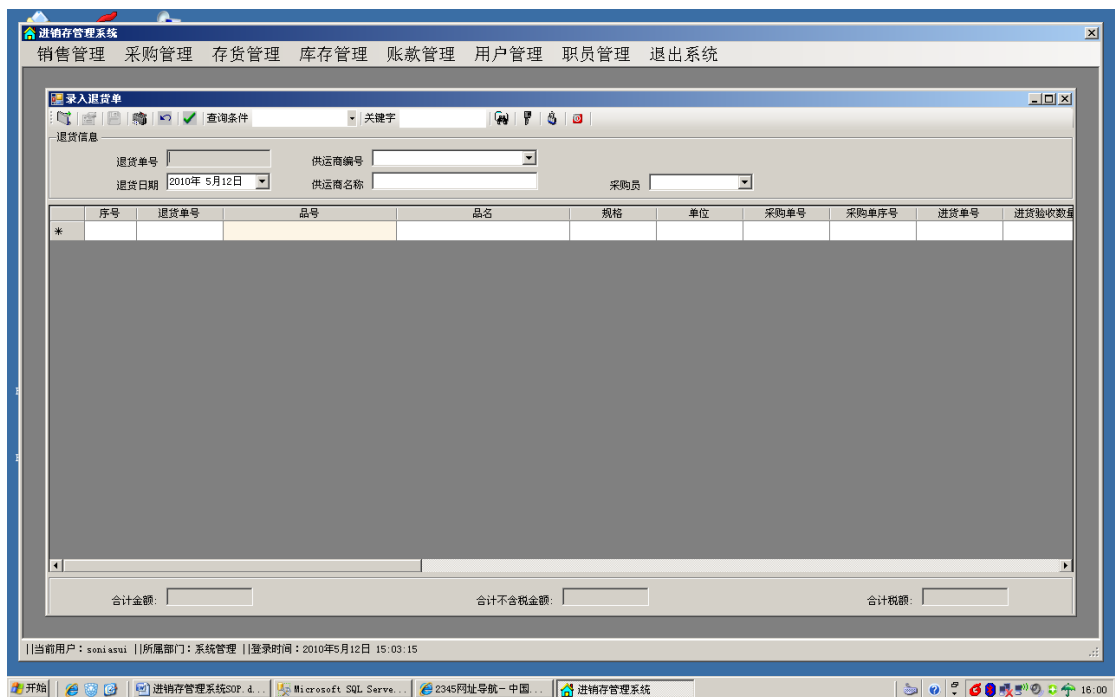 进销存管理系统
销售管理 采购管理 存货管理 库存管理 账款管理 用户管理 职员管理 退出系统
录入退货单
查询条件 关键字
退货信息
退货单号 供运商编号
退货日期 2010年 5月12日 供运商名称 采购员
序号 退货单号 品号 品名 规格 单位 采购单号 采购单序号 进货单号 进货验收数量
*
合计金额: 合计不含税金额: 合计税额:
||当前用户：soniasui ||所属部门：系统管理 ||登录时间：2010年5月12日 15:03:15
开始 进销存管理系统SOP.d... Microsoft SQL Serve... 2345网址导航－中国... 进销存管理系统 16:00